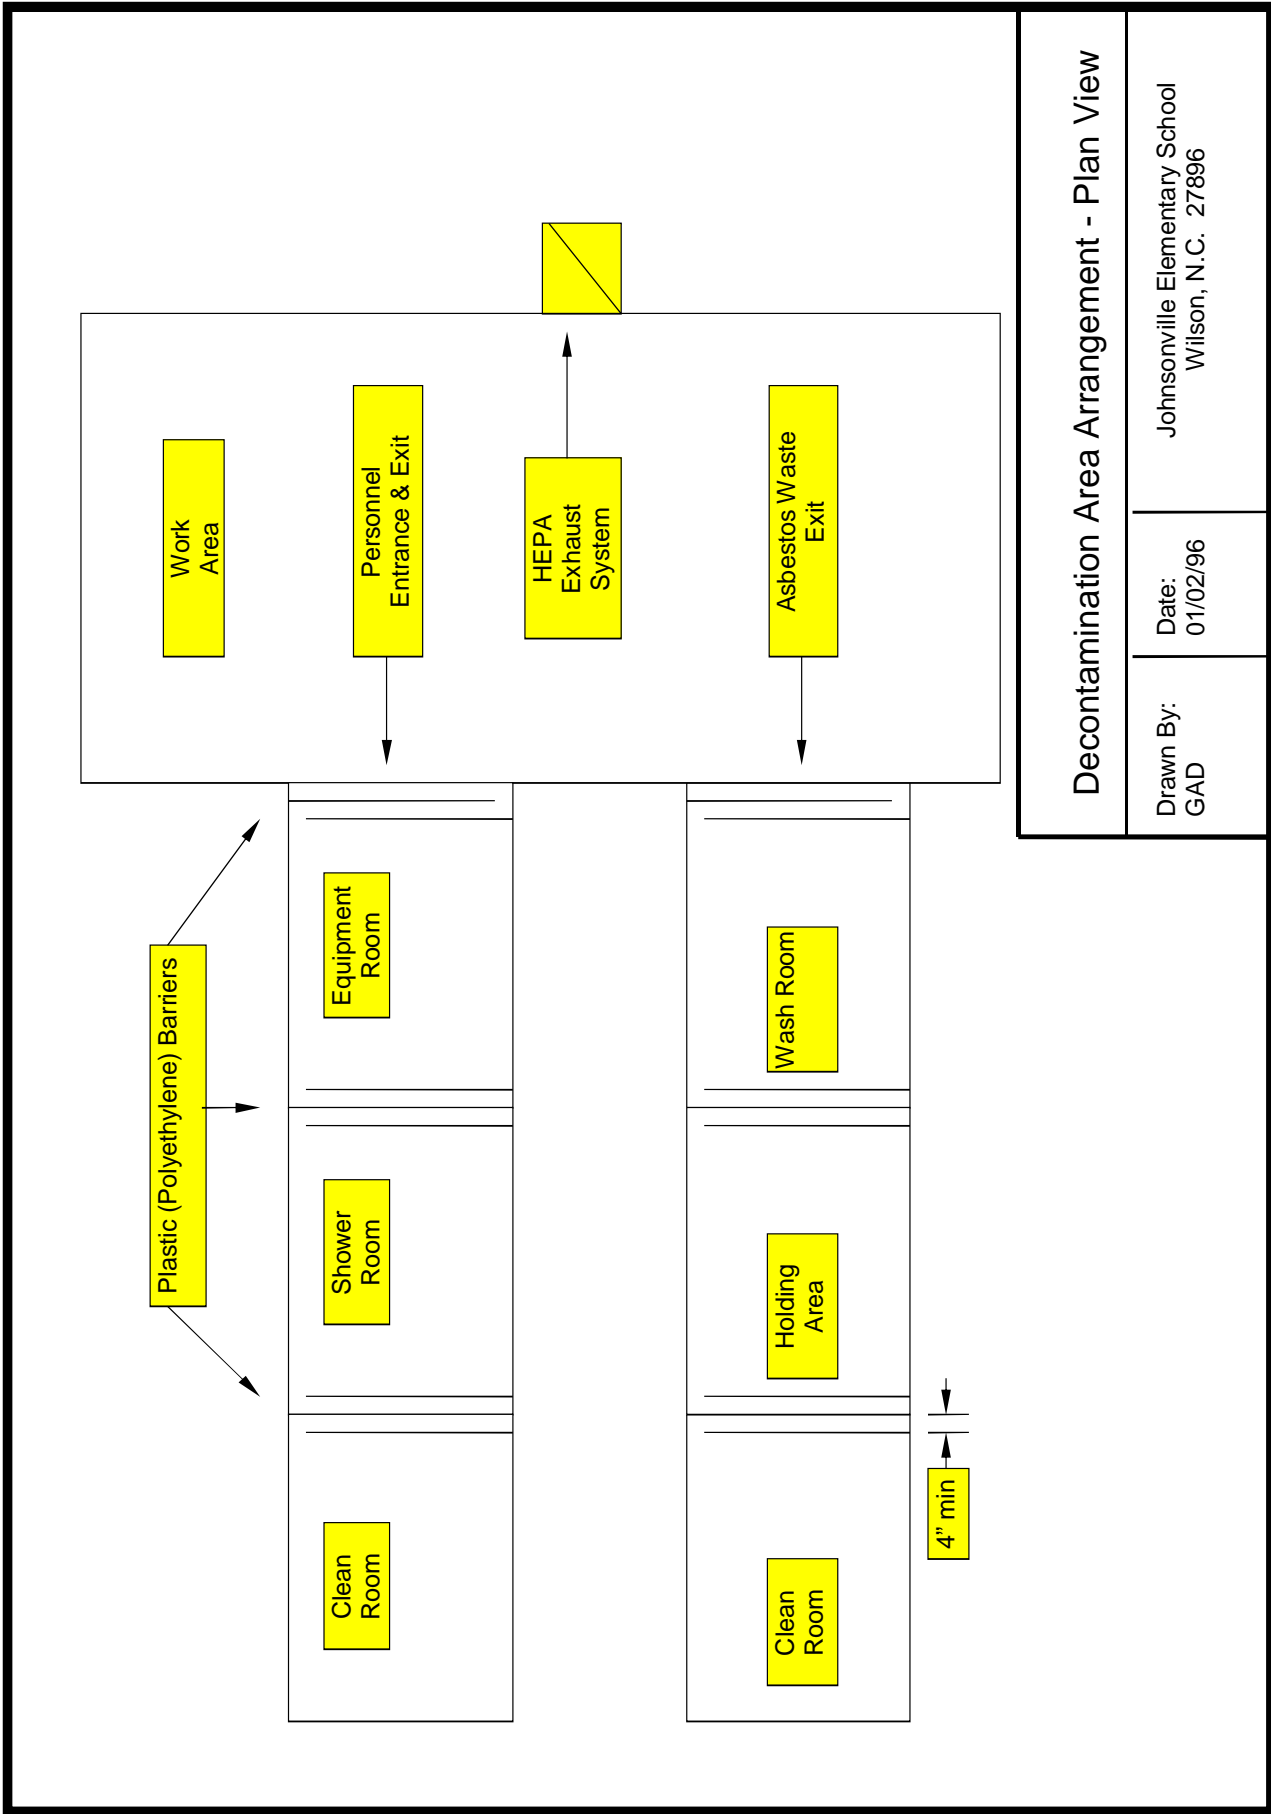 Plastic (Polyethylene) Barriers
Work
Area
Clean
Room
Shower
Room
Equipment
Room
Personnel
Entrance & Exit
HEPA
Exhaust
System
Clean
Room
Holding
Area
Wash Room
Asbestos Waste
Exit
4” min
Decontamination Area Arrangement - Plan View
Drawn By:
GAD
Date:
01/02/96
Johnsonville Elementary School
Wilson, N.C. 27896